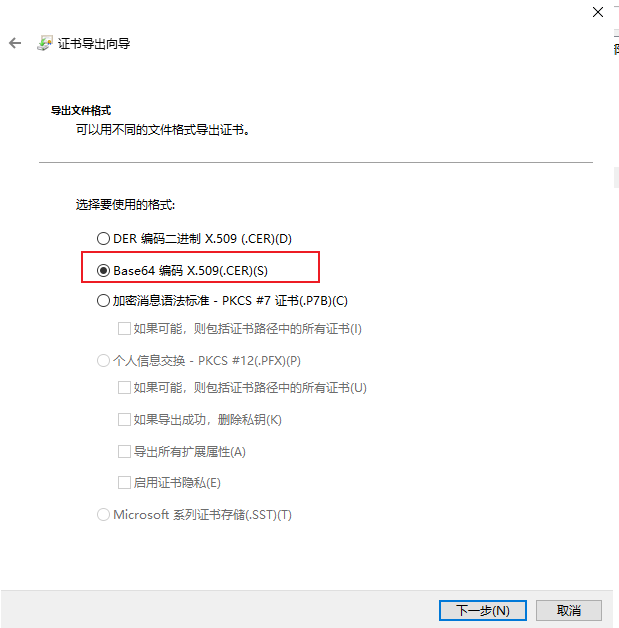 证书导出向导
导出文件格式
可以用不同的文件格式导出证书。
选择要使用的格式:
DER 编码二进制 X.509 (.CER)(D)
Base64 编码 X.509(.CER)(S)
加密消息语法标准 - PKCS #7 证书(.P7B)(C)
如果可能，则包括证书路径中的所有证书(I)
个人信息交换 - PKCS #12(.PFX)(P)
如果可能，则包括证书路径中的所有证书(U)
如果导出成功，删除私钥(K)
导出所有扩展属性(A)
启用证书隐私(E)
Microsoft 系列证书存储(.SST)(T)
下一步(N)
取消